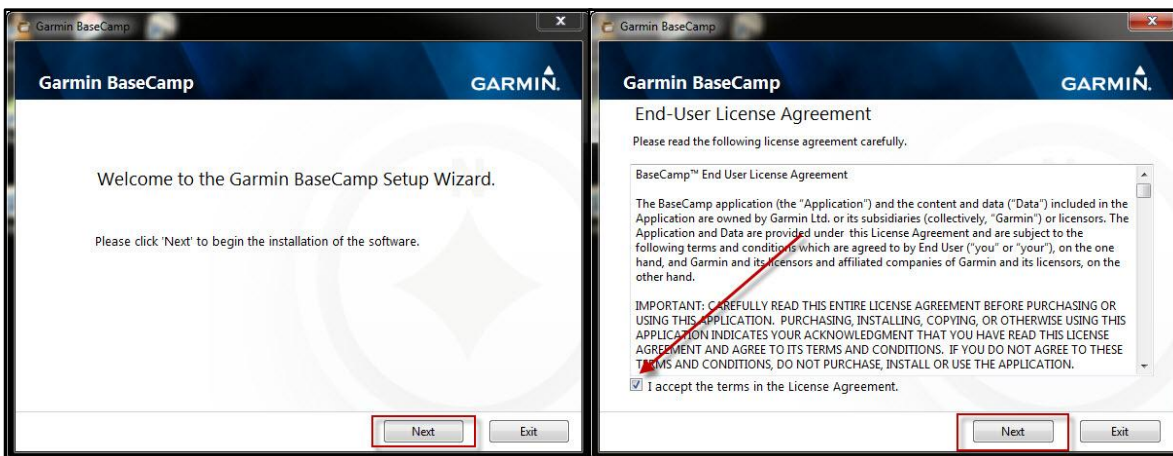 Garmin BaseCamp
Garmin BaseCamp
GARMIN.
Welcome to the Garmin BaseCamp Setup Wizard.
Please click 'Next' to begin the installation of the software.
Next
Exit
Garmin BaseCamp
Garmin BaseCamp
GARMIN.
End-User License Agreement
Please read the following license agreement carefully.
BaseCamp™ End User License Agreement
The BaseCamp application (the “Application”) and the content and data (“Data”) included in the
Application are owned by Garmin Ltd. or its subsidiaries (collectively, “Garmin”) or licensors. The
Application and Data are provided under this License Agreement and are subject to the
following terms and conditions which are agreed to by End User (“you” or “your”), on the one
hand, and Garmin and its licensors and affiliated companies of Garmin and its licensors, on the
other hand.
IMPORTANT: CAREFULLY READ THIS ENTIRE LICENSE AGREEMENT BEFORE PURCHASING OR
USING THIS APPLICATION. PURCHASING, INSTALLING, COPYING, OR OTHERWISE USING THIS
APPLICATION INDICATES YOUR ACKNOWLEDGMENT THAT YOU HAVE READ THIS LICENSE
AGREEMENT AND AGREE TO ITS TERMS AND CONDITIONS. IF YOU DO NOT AGREE TO THESE
TERMS AND CONDITIONS, DO NOT PURCHASE, INSTALL OR USE THE APPLICATION.
I accept the terms in the License Agreement.
Next
Exit